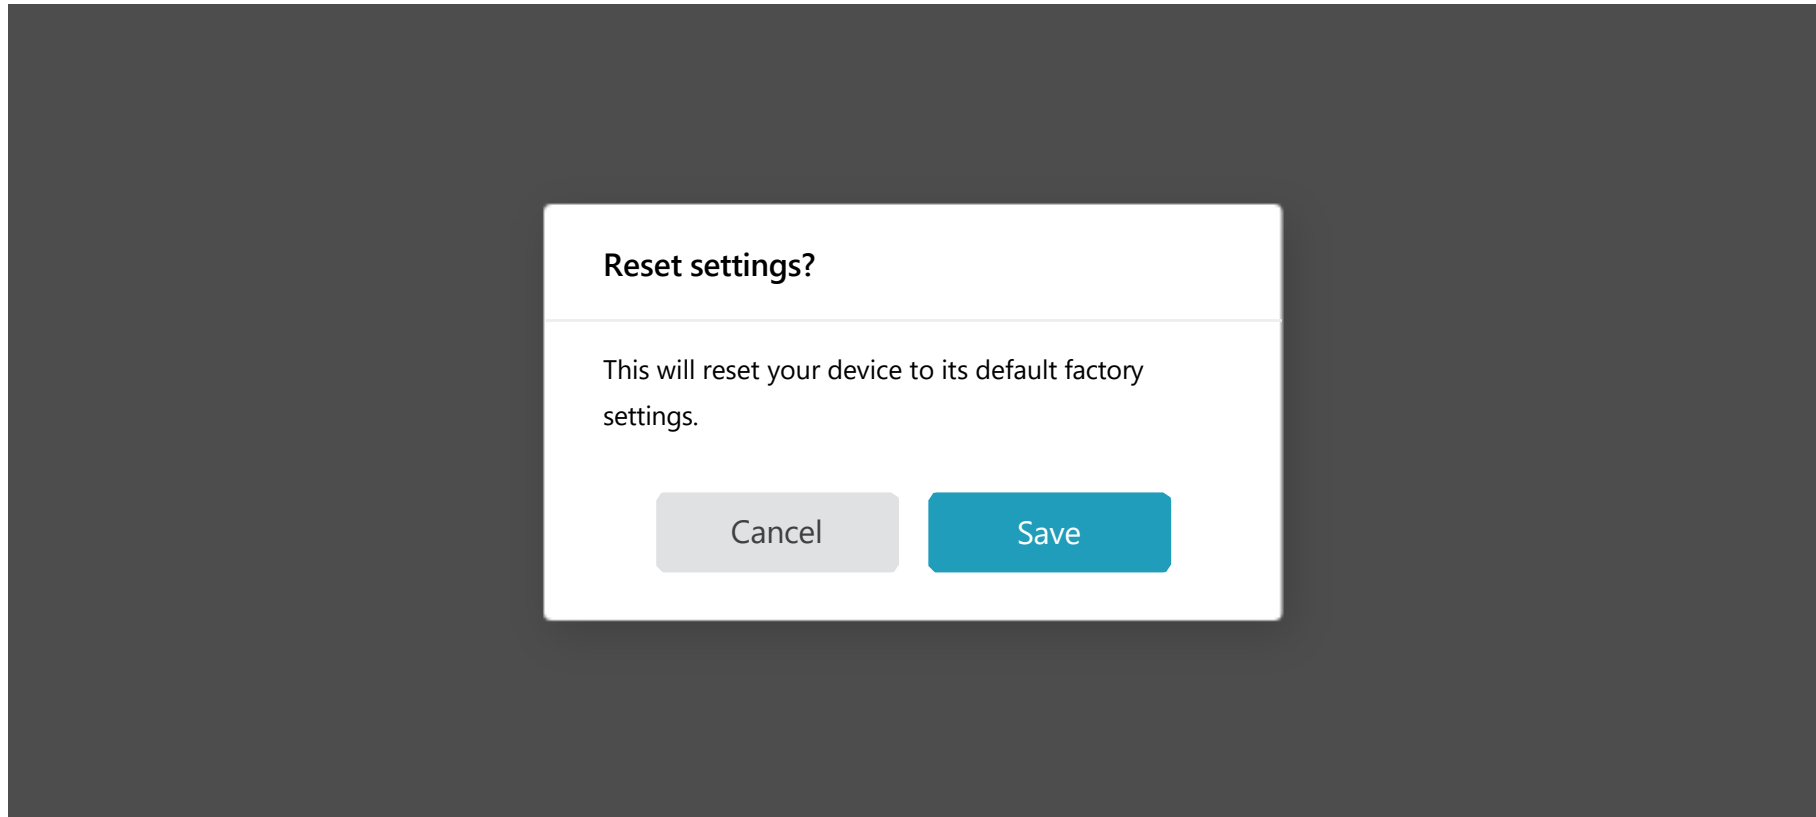 Reset settings?
This will reset your device to its default factory
settings.
Cancel
Save